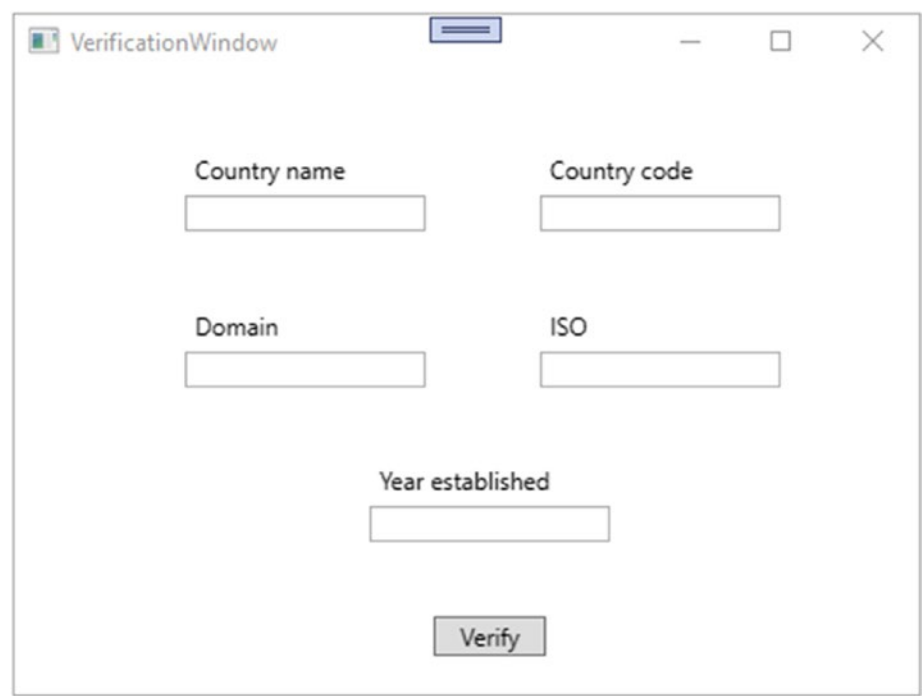 VerificationWindow
Country name
Country code
Domain
ISO
Year established
Verify